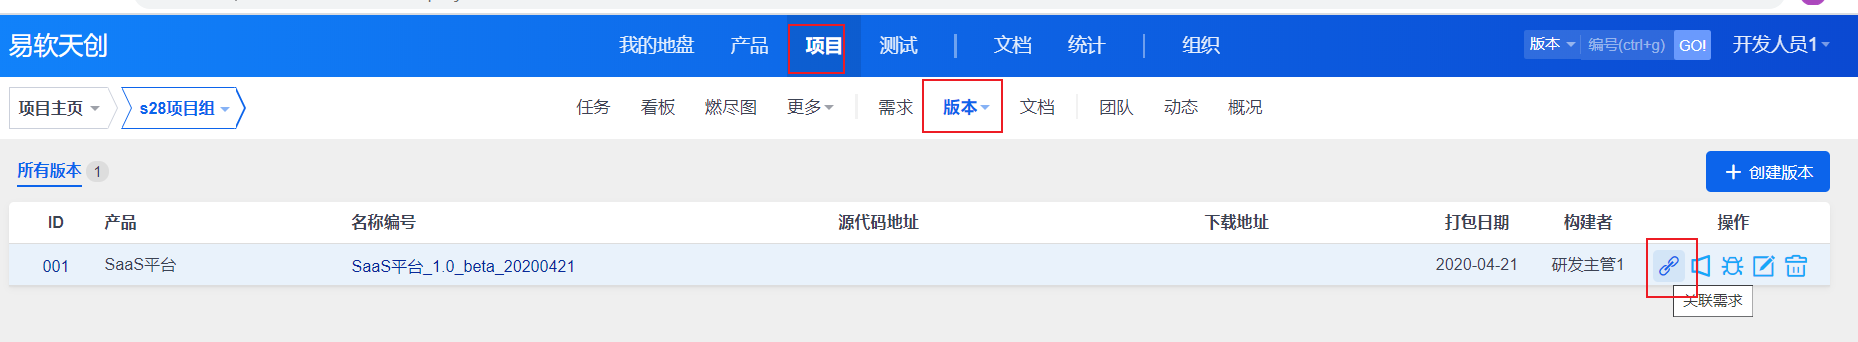 易软天创 我的地盘 产品 项目 测试 文档 统计 组织 版本 编号(ctrl+g) GO! 开发人员1
项目主页 s28项目组 任务 看板 燃尽图 更多 需求 版本 文档 团队 动态 概况
所有版本 1 创建版本
ID 产品 名称编号 源代码地址 下载地址 打包日期 构建者 操作
001 SaaS平台 SaaS平台_1.0_beta_20200421 2020-04-21 研发主管1
关联需求